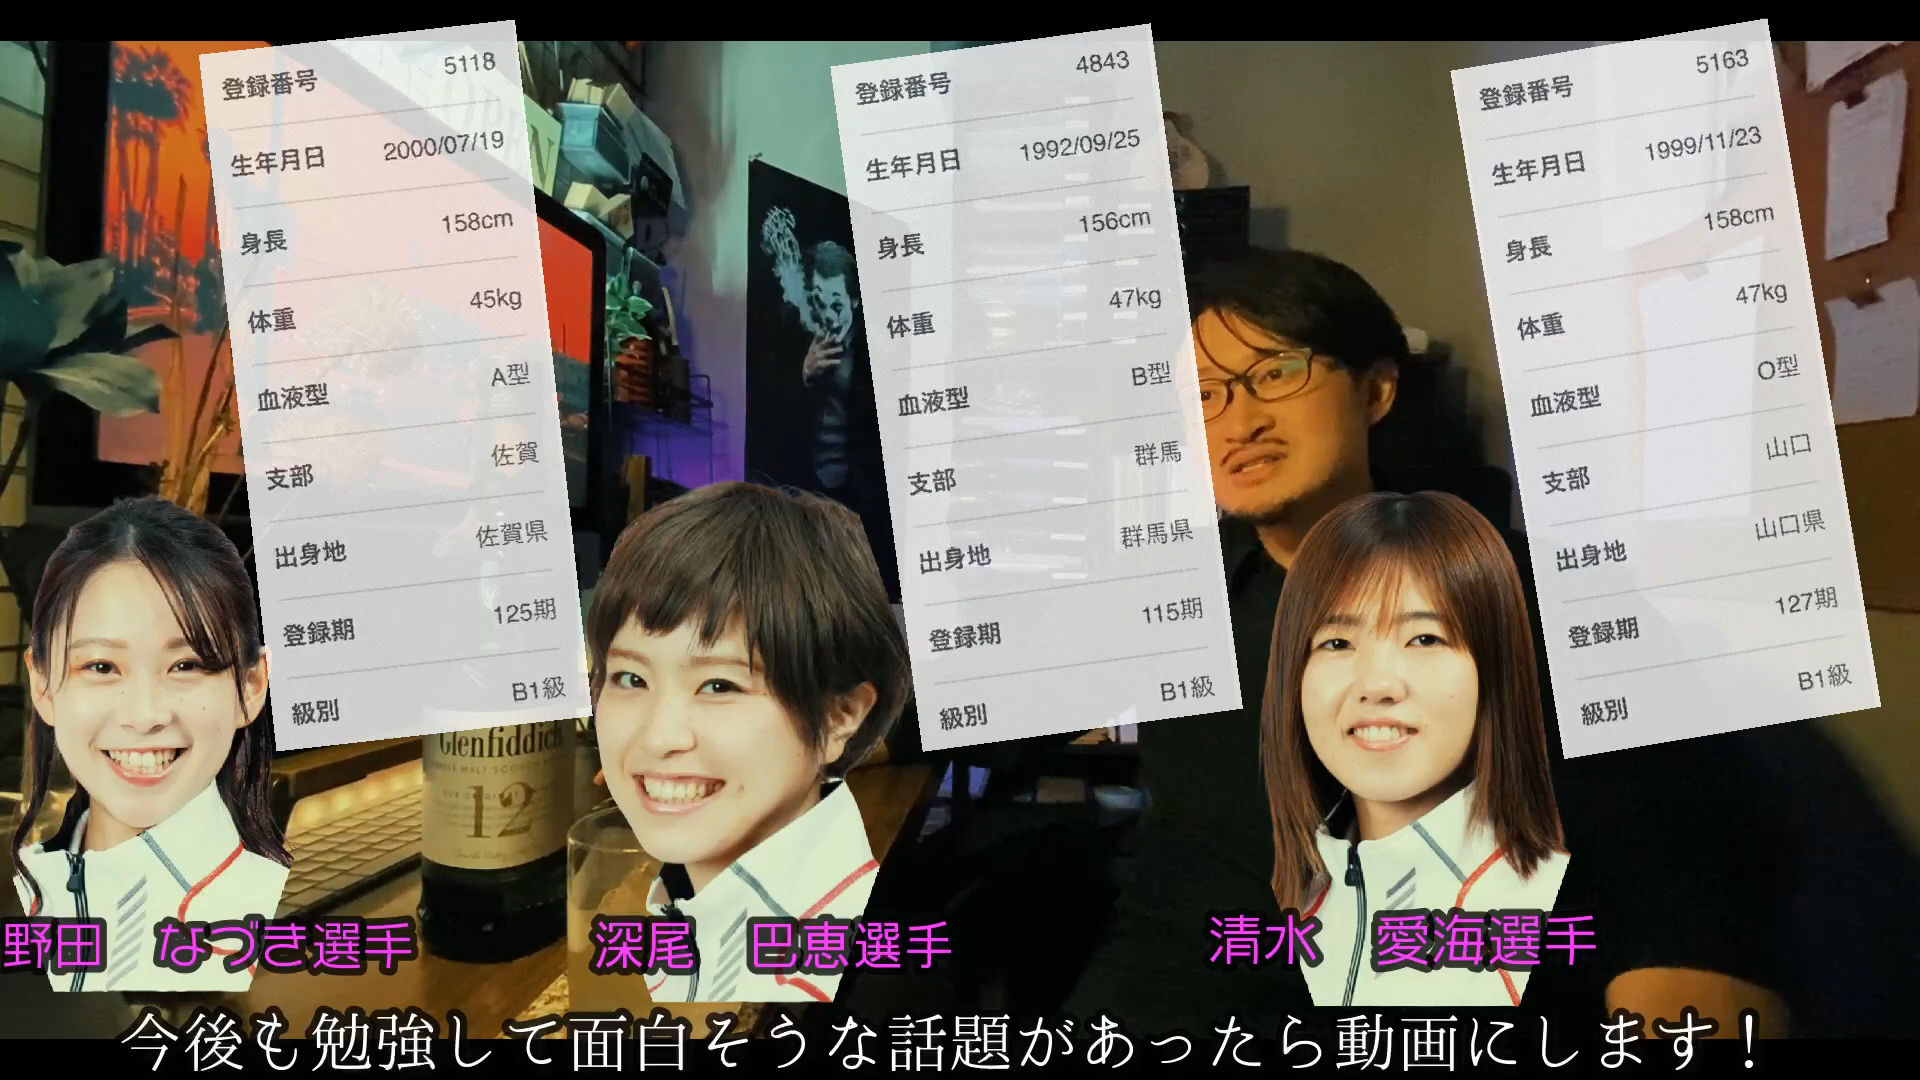 登録番号 5118
生年月日 2000/07/19
身長 158cm
体重 45kg
血液型 A型
支部 佐賀
出身地 佐賀県
登録期 125期
級別 B1級
登録番号 4843
生年月日 1992/09/25
身長 156cm
体重 47kg
血液型 B型
支部 群馬
出身地 群馬県
登録期 115期
級別 B1級
登録番号 5163
生年月日 1999/11/23
身長 158cm
体重 47kg
血液型 O型
支部 山口
出身地 山口県
登録期 127期
級別 B1級
OPEN
Glenfiddich
12
野田 なづき選手
深尾 巴恵選手
清水 愛海選手
今後も勉強して面白そうな話題があったら動画にします!